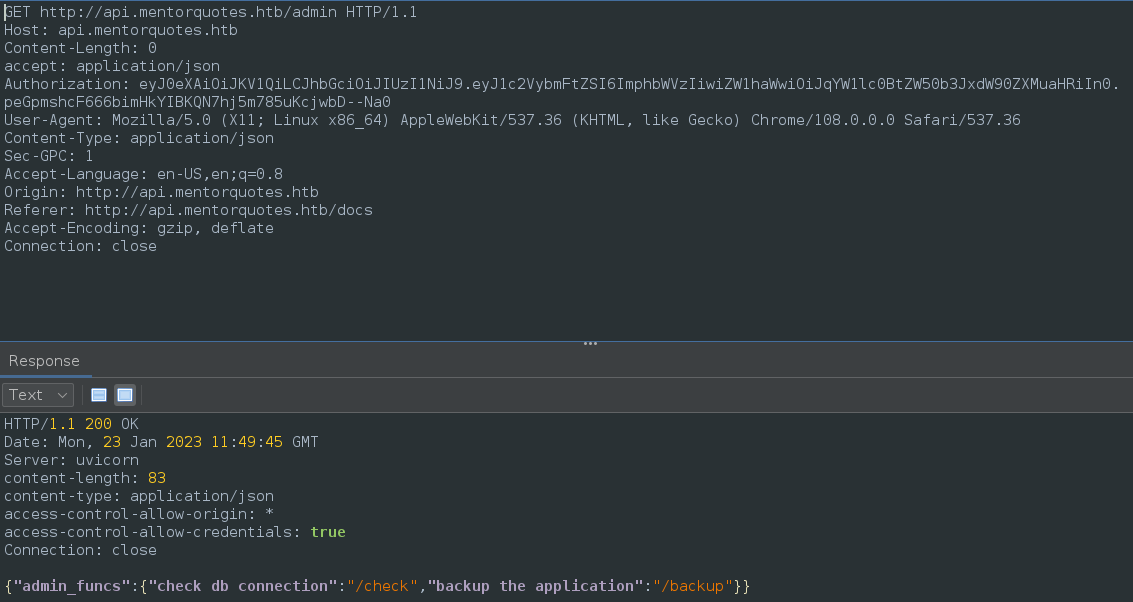 GET http://api.mentorquotes.htb/admin HTTP/1.1
Host: api.mentorquotes.htb
Content-Length: 0
accept: application/json
Authorization: eyJ0eXAiOiJKV1QiLCJhbGciOiJIUzI1NiJ9.eyJ1c2VybmFtZSI6ImphbWVzIiwiZW1haWwiOiJqYW1lc0BtZW50b3JxdW90ZXMuaHRiIn0.
peGpmshcF666bimHkYIBKQN7hj5m785uKcjwbD--Na0
User-Agent: Mozilla/5.0 (X11; Linux x86_64) AppleWebKit/537.36 (KHTML, like Gecko) Chrome/108.0.0.0 Safari/537.36
Content-Type: application/json
Sec-GPC: 1
Accept-Language: en-US,en;q=0.8
Origin: http://api.mentorquotes.htb
Referer: http://api.mentorquotes.htb/docs
Accept-Encoding: gzip, deflate
Connection: close
Response
Text
HTTP/1.1 200 OK
Date: Mon, 23 Jan 2023 11:49:45 GMT
Server: uvicorn
content-length: 83
content-type: application/json
access-control-allow-origin: *
access-control-allow-credentials: true
Connection: close
{"admin_funcs":{"check db connection":"/check","backup the application":"/backup"}}